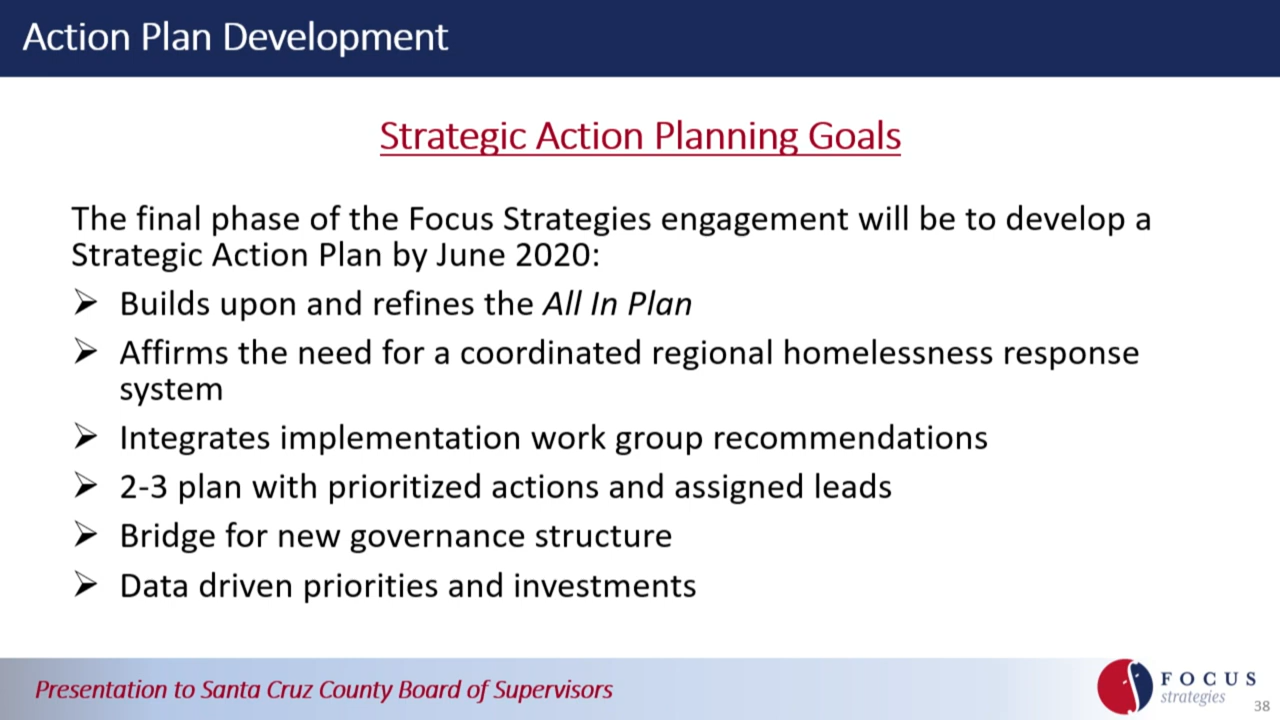 Action Plan Development
Strategic Action Planning Goals
The final phase of the Focus Strategies engagement will be to develop a
Strategic Action Plan by June 2020:
Builds upon and refines the All In Plan
Affirms the need for a coordinated regional homelessness response
system
Integrates implementation work group recommendations
2-3 plan with prioritized actions and assigned leads
Bridge for new governance structure
Data driven priorities and investments
Presentation to Santa Cruz County Board of Supervisors
FOCUS
strategies
38